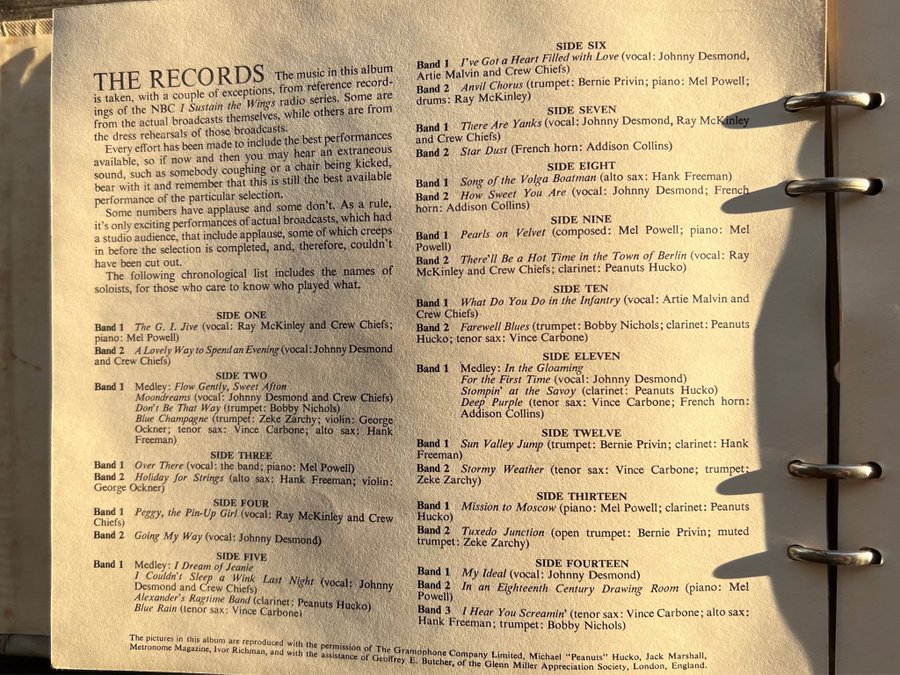 THE RECORDS The music in this album
is taken, with a couple of exceptions, from reference record-
ings of the NBC I Sustain the Wings radio series. Some are
from the actual broadcasts themselves, while others are from
the dress rehearsals of those broadcasts.
Every effort has been made to include the best performances
available, so if now and then you may hear an extraneous
sound, such as somebody coughing or a chair being kicked,
bear with it and remember that this is still the best available
performance of the particular selection.
Some numbers have applause and some don't. As a rule,
it's only exciting performances of actual broadcasts, which had
a studio audience, that include applause, some of which creeps
in before the selection is completed, and, therefore, couldn't
have been cut out.
The following chronological list includes the names of
soloists, for those who care to know who played what.
SIDE ONE
Band 1 The G. I. Jive (vocal: Ray McKinley and Crew Chiefs;
piano: Mel Powell)
Band 2 A Lovely Way to Spend an Evening (vocal: Johnny Desmond
and Crew Chiefs)
SIDE TWO
Band 1 Medley: Flow Gently, Sweet Afton
Moondreams (vocal: Johnny Desmond and Crew Chiefs)
Don't Be That Way (trumpet: Bobby Nichols)
Blue Champagne (trumpet: Zeke Zarchy; violin: George
Ockner; tenor sax: Vince Carbone; alto sax: Hank
Freeman)
SIDE THREE
Band 1 Over There (vocal: the band; piano: Mel Powell)
Band 2 Holiday for Strings (alto sax: Hank Freeman; violin:
George Ockner)
SIDE FOUR
Band 1 Peggy, the Pin-Up Girl (vocal: Ray McKinley and Crew
Chiefs)
Band 2 Going My Way (vocal: Johnny Desmond)
SIDE FIVE
Band 1 Medley: I Dream of Jeanie
I Couldn't Sleep a Wink Last Night (vocal: Johnny
Desmond and Crew Chiefs)
Alexander's Ragtime Band (clarinet: Peanuts Hucko)
Blue Rain (tenor sax: Vince Carbone)
SIDE SIX
Band 1 I've Got a Heart Filled with Love (vocal: Johnny Desmond,
Artie Malvin and Crew Chiefs)
Band 2 Anvil Chorus (trumpet: Bernie Privin; piano: Mel Powell;
drums: Ray McKinley)
SIDE SEVEN
Band 1 There Are Yanks (vocal: Johnny Desmond, Ray McKinley
and Crew Chiefs)
Band 2 Star Dust (French horn: Addison Collins)
SIDE EIGHT
Band 1 Song of the Volga Boatman (alto sax: Hank Freeman)
Band 2 How Sweet You Are (vocal: Johnny Desmond; French
horn: Addison Collins)
SIDE NINE
Band 1 Pearls on Velvet (composed: Mel Powell; piano: Mel
Powell)
Band 2 There'll Be a Hot Time in the Town of Berlin (vocal: Ray
McKinley and Crew Chiefs; clarinet: Peanuts Hucko)
SIDE TEN
Band 1 What Do You Do in the Infantry (vocal: Artie Malvin and
Crew Chiefs)
Band 2 Farewell Blues (trumpet: Bobby Nichols; clarinet: Peanuts
Hucko; tenor sax: Vince Carbone)
SIDE ELEVEN
Band 1 Medley: In the Gloaming
For the First Time (vocal: Johnny Desmond)
Stompin' at the Savoy (clarinet: Peanuts Hucko)
Deep Purple (tenor sax: Vince Carbone; French horn:
Addison Collins)
SIDE TWELVE
Band 1 Sun Valley Jump (trumpet: Bernie Privin; clarinet: Hank
Freeman)
Band 2 Stormy Weather (tenor sax: Vince Carbone; trumpet:
Zeke Zarchy)
SIDE THIRTEEN
Band 1 Mission to Moscow (piano: Mel Powell; clarinet: Peanuts
Hucko)
Band 2 Tuxedo Junction (open trumpet: Bernie Privin; muted
trumpet: Zeke Zarchy)
SIDE FOURTEEN
Band 1 My Ideal (vocal: Johnny Desmond)
Band 2 In an Eighteenth Century Drawing Room (piano: Mel
Powell)
Band 3 I Hear You Screamin' (tenor sax: Vince Carbone; alto sax:
Hank Freeman; trumpet: Bobby Nichols)
The pictures in this album are reproduced with the permission of The Gramophone Company Limited, Michael "Peanuts" Hucko, Jack Marshall,
Metronome Magazine, Ivor Richman, and with the assistance of Geoffrey E. Butcher, of the Glenn Miller Appreciation Society, London, England.